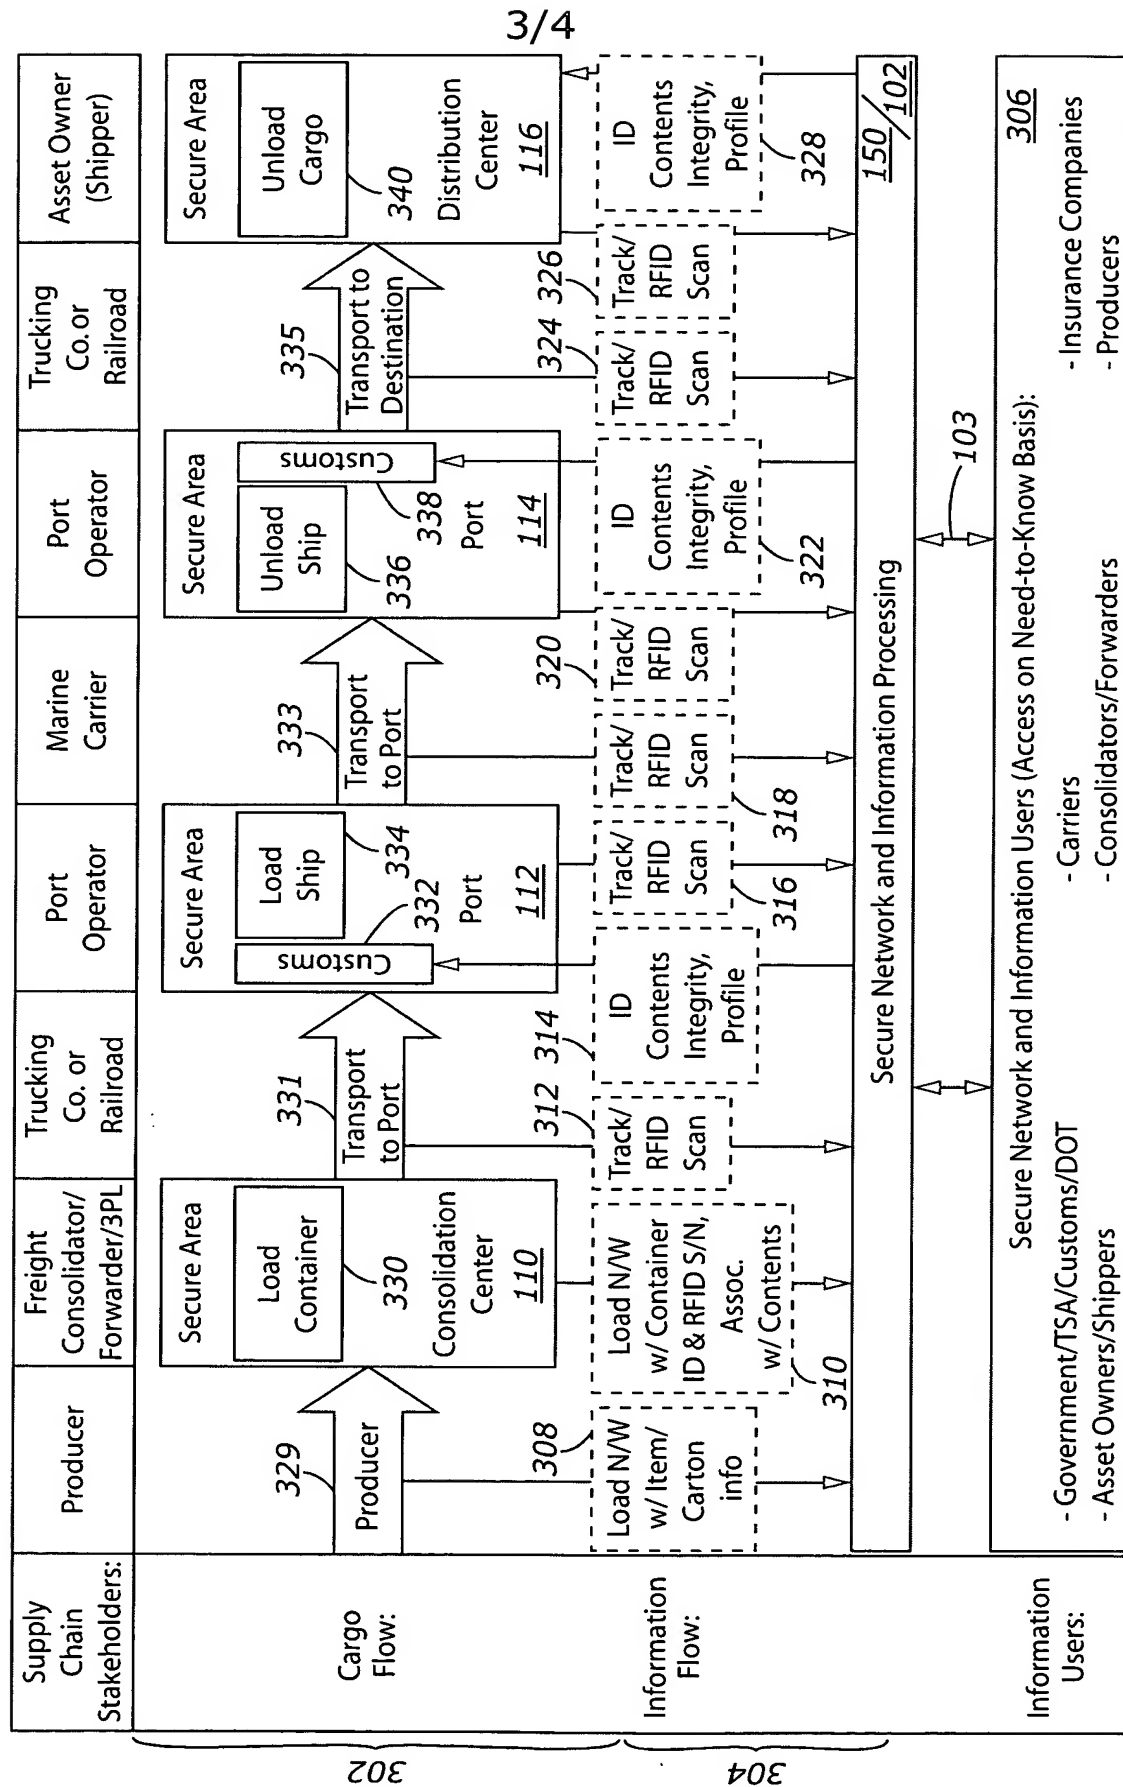 3/4
Supply
Chain
Stakeholders:
Producer
Freight
Consolidator/
Forwarder/3PL
Trucking
Co. or
Railroad
Port
Operator
Marine
Carrier
Port
Operator
Trucking
Co. or
Railroad
Asset Owner
(Shipper)
302
Cargo
Flow:
329
Producer
Secure Area
Load
Container
330
Consolidation
Center
110
331
Transport
to Port
Secure Area
Customs
Load
Ship
334
332
Port
112
333
Transport
to Port
Secure Area
Unload
Ship
Customs
336
338
Port
114
335
Transport to
Destination
Secure Area
Unload
Cargo
340
Distribution
Center
116
304
Information
Flow:
308
Load N/W
w/ Item/
Carton
info
Load N/W
w/ Container
ID & RFID S/N,
Assoc.
w/ Contents
310
312
Track/
RFID
Scan
314
ID
Contents
Integrity,
Profile
Track/
RFID
Scan
316
Track/
RFID
Scan
318
320
Track/
RFID
Scan
ID
Contents
Integrity,
Profile
322
324
Track/
RFID
Scan
326
Track/
RFID
Scan
ID
Contents
Integrity,
Profile
328
Secure Network and Information Processing
150/102
103
Information
Users:
Secure Network and Information Users (Access on Need-to-Know Basis):
306
- Government/TSA/Customs/DOT
- Asset Owners/Shippers
- Carriers
- Consolidators/Forwarders
- Insurance Companies
- Producers